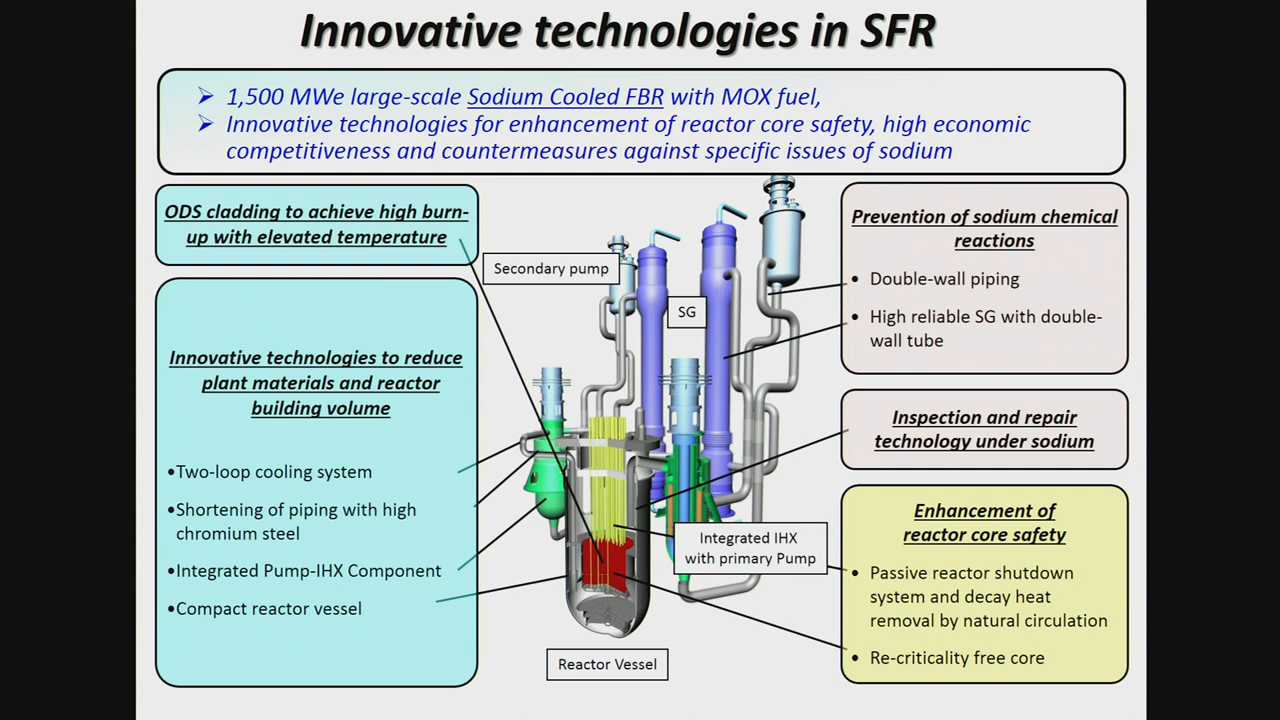 Innovative technologies in SFR
➢ 1,500 MWe large-scale Sodium Cooled FBR with MOX fuel,
➢ Innovative technologies for enhancement of reactor core safety, high economic
competitiveness and countermeasures against specific issues of sodium
ODS cladding to achieve high burn-
up with elevated temperature
Innovative technologies to reduce
plant materials and reactor
building volume
•Two-loop cooling system
•Shortening of piping with high
chromium steel
•Integrated Pump-IHX Component
•Compact reactor vessel
Secondary pump
SG
Integrated IHX
with primary Pump
Reactor Vessel
Prevention of sodium chemical
reactions
• Double-wall piping
• High reliable SG with double-
wall tube
Inspection and repair
technology under sodium
Enhancement of
reactor core safety
• Passive reactor shutdown
system and decay heat
removal by natural circulation
• Re-criticality free core